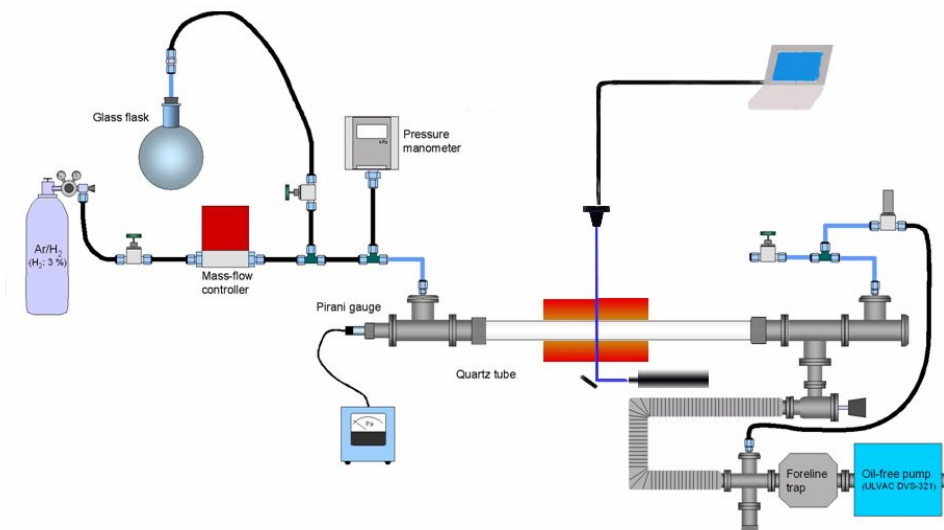 Glass flask
Pressure
manometer
kPa
Ar/H₂
(H₂: 3 %)
Mass-flow
controller
Pirani gauge
Quartz tube
Pa
Foreline
trap
Oil-free pump
(ULVAC DVS-321)